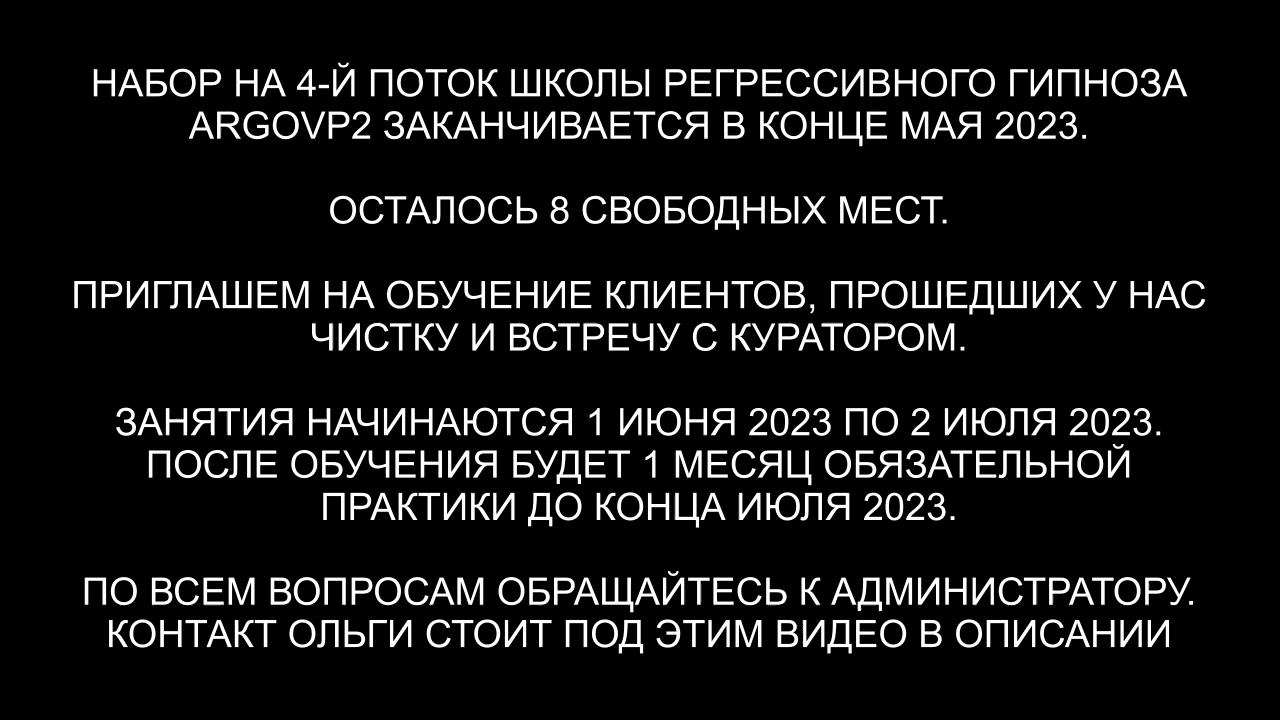 НАБОР НА 4-Й ПОТОК ШКОЛЫ РЕГРЕССИВНОГО ГИПНОЗА
ARGOVP2 ЗАКАНЧИВАЕТСЯ В КОНЦЕ МАЯ 2023.
ОСТАЛОСЬ 8 СВОБОДНЫХ МЕСТ.
ПРИГЛАШЕМ НА ОБУЧЕНИЕ КЛИЕНТОВ, ПРОШЕДШИХ У НАС
ЧИСТКУ И ВСТРЕЧУ С КУРАТОРОМ.
ЗАНЯТИЯ НАЧИНАЮТСЯ 1 ИЮНЯ 2023 ПО 2 ИЮЛЯ 2023.
ПОСЛЕ ОБУЧЕНИЯ БУДЕТ 1 МЕСЯЦ ОБЯЗАТЕЛЬНОЙ
ПРАКТИКИ ДО КОНЦА ИЮЛЯ 2023.
ПО ВСЕМ ВОПРОСАМ ОБРАЩАЙТЕСЬ К АДМИНИСТРАТОРУ.
КОНТАКТ ОЛЬГИ СТОИТ ПОД ЭТИМ ВИДЕО В ОПИСАНИИ